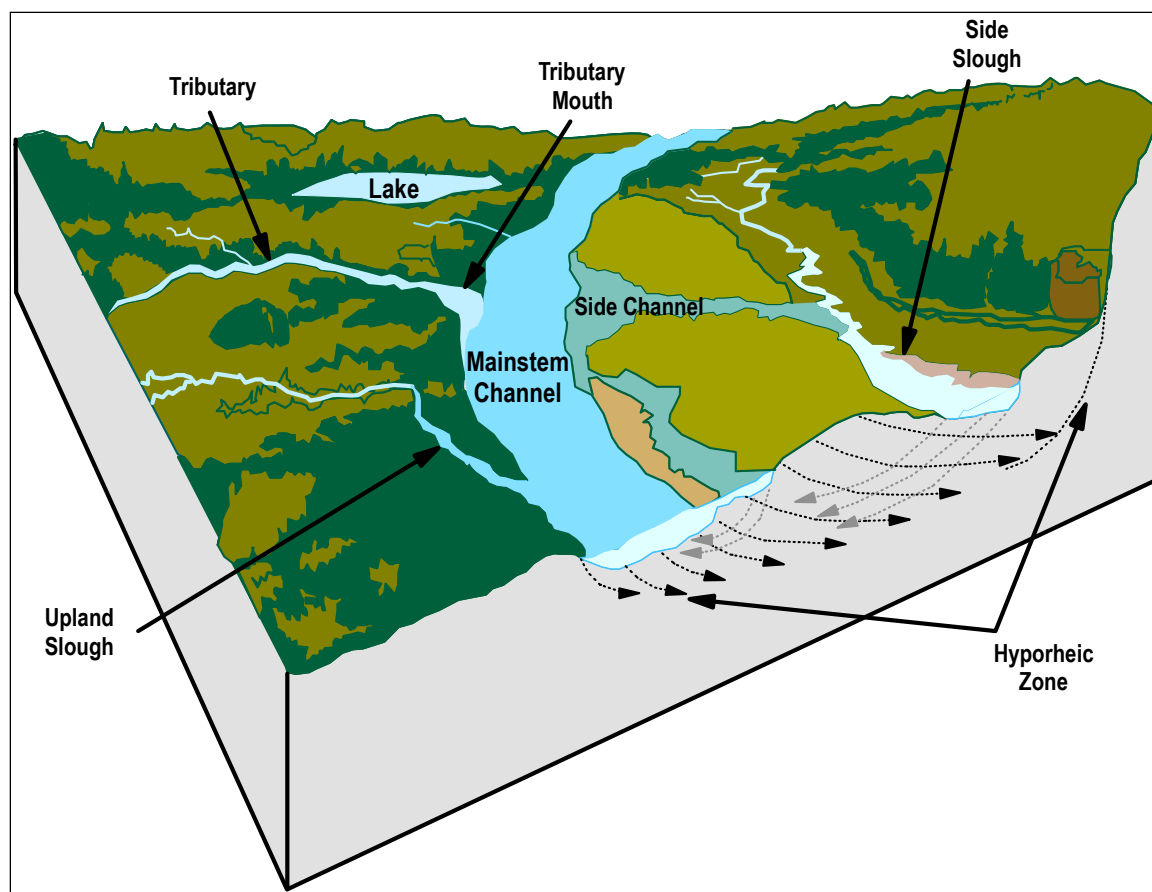 Side
Slough
Tributary
Tributary
Mouth
Lake
Side Channel
Mainstem
Channel
Upland
Slough
Hyporheic
Zone